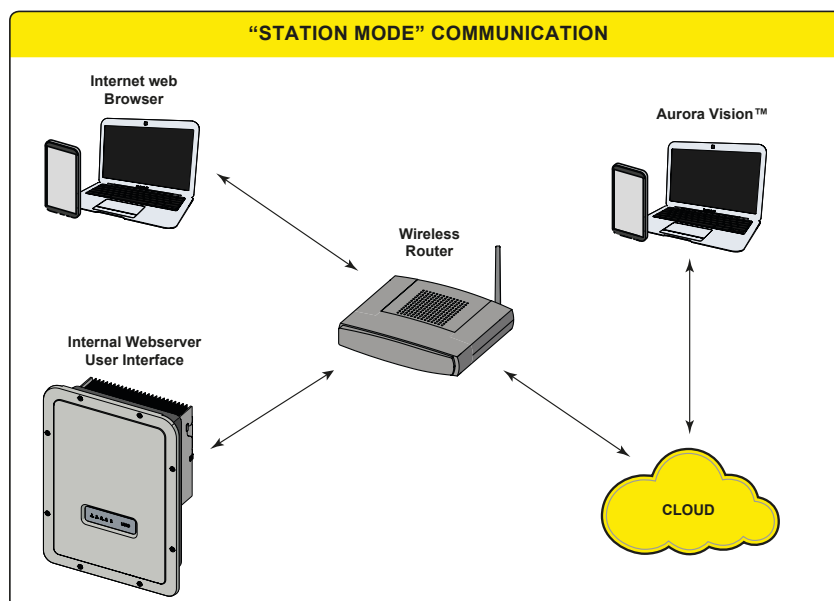 “STATION MODE” COMMUNICATION
Internet web
Browser
Aurora Vision™
Wireless
Router
Internal Webserver
User Interface
CLOUD